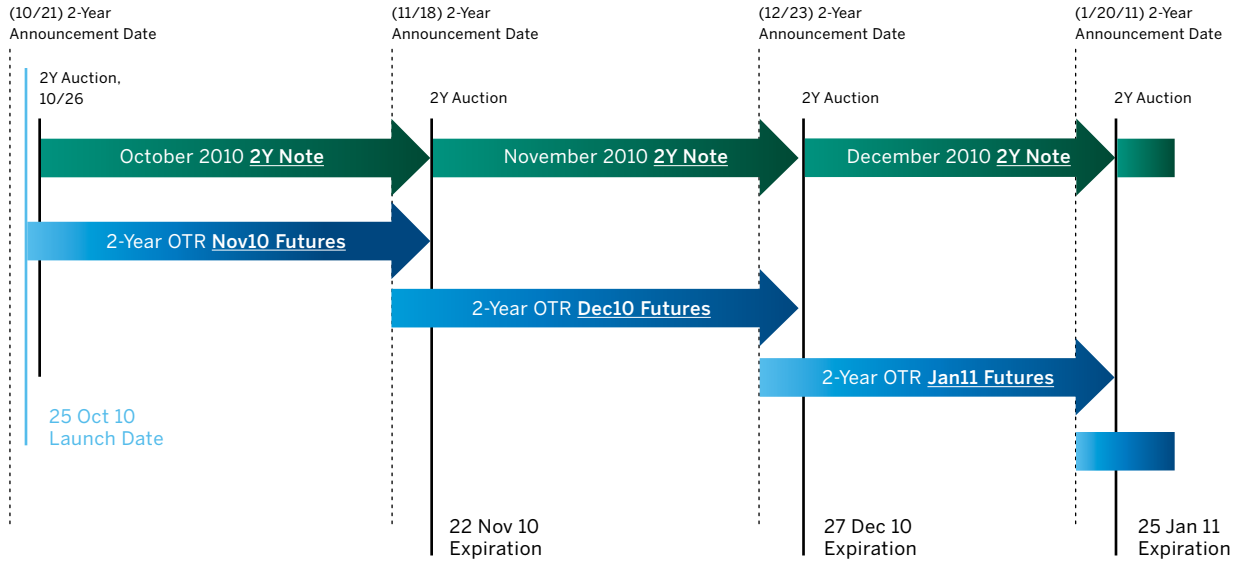 (10/21) 2-Year
Announcement Date
(11/18) 2-Year
Announcement Date
(12/23) 2-Year
Announcement Date
(1/20/11) 2-Year
Announcement Date
2Y Auction,
10/26
2Y Auction
2Y Auction
2Y Auction
October 2010 2Y Note
November 2010 2Y Note
December 2010 2Y Note
2-Year OTR Nov10 Futures
2-Year OTR Dec10 Futures
2-Year OTR Jan11 Futures
25 Oct 10
Launch Date
22 Nov 10
Expiration
27 Dec 10
Expiration
25 Jan 11
Expiration